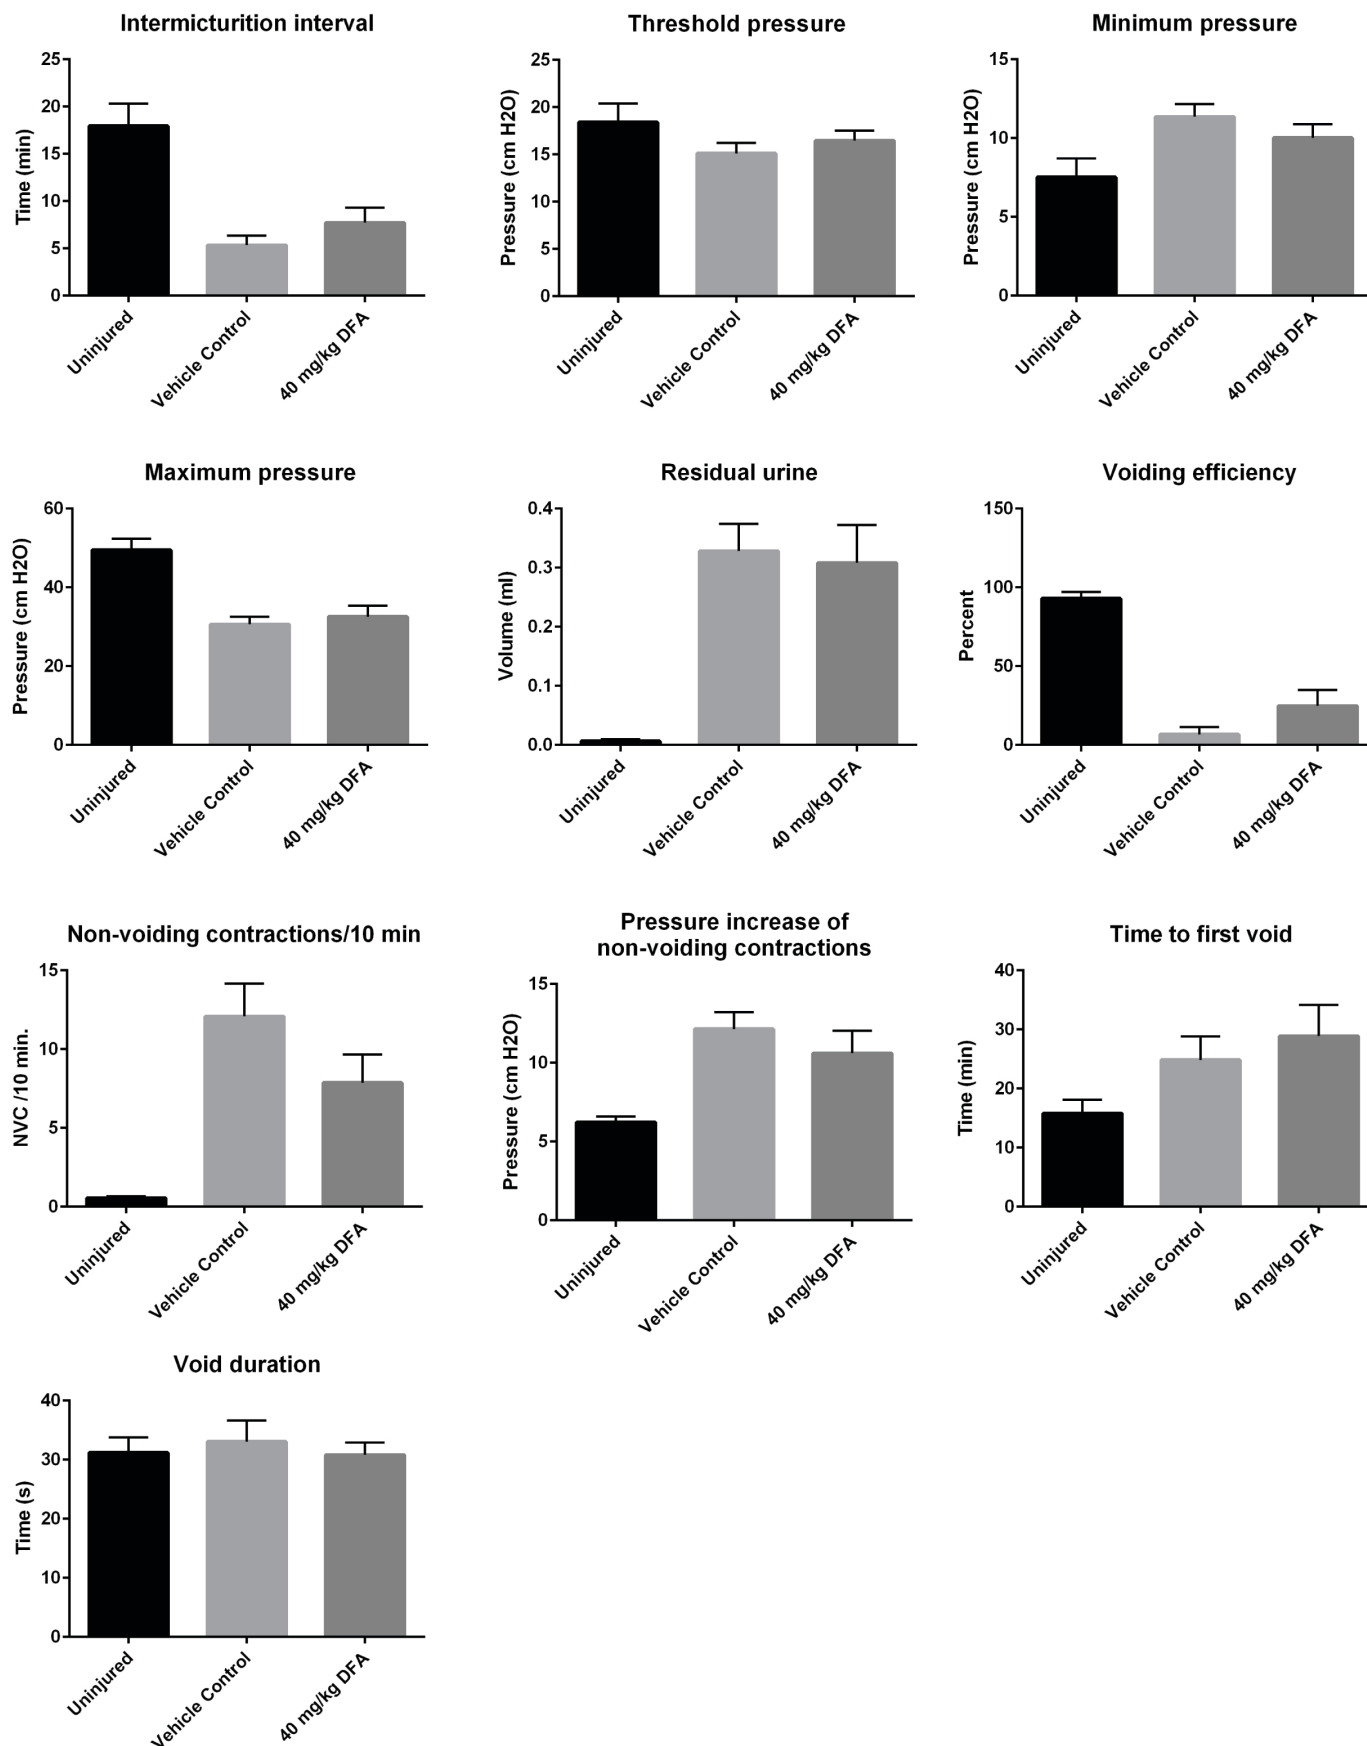 Intermicturition interval
Time (min)
25
20
15
10
5
0
Uninjured
Vehicle Control
40 mg/kg DFA
Threshold pressure
Pressure (cm H2O)
25
20
15
10
5
0
Uninjured
Vehicle Control
40 mg/kg DFA
Minimum pressure
Pressure (cm H2O)
15
10
5
0
Uninjured
Vehicle Control
40 mg/kg DFA
Maximum pressure
Pressure (cm H2O)
60
40
20
0
Uninjured
Vehicle Control
40 mg/kg DFA
Residual urine
Volume (ml)
0.4
0.3
0.2
0.1
0.0
Uninjured
Vehicle Control
40 mg/kg DFA
Voiding efficiency
Percent
150
100
50
0
Uninjured
Vehicle Control
40 mg/kg DFA
Non-voiding contractions/10 min
NVC /10 min.
15
10
5
0
Uninjured
Vehicle Control
40 mg/kg DFA
Pressure increase of
non-voiding contractions
Pressure (cm H2O)
15
10
5
0
Uninjured
Vehicle Control
40 mg/kg DFA
Time to first void
Time (min)
40
30
20
10
0
Uninjured
Vehicle Control
40 mg/kg DFA
Void duration
Time (s)
40
30
20
10
0
Uninjured
Vehicle Control
40 mg/kg DFA